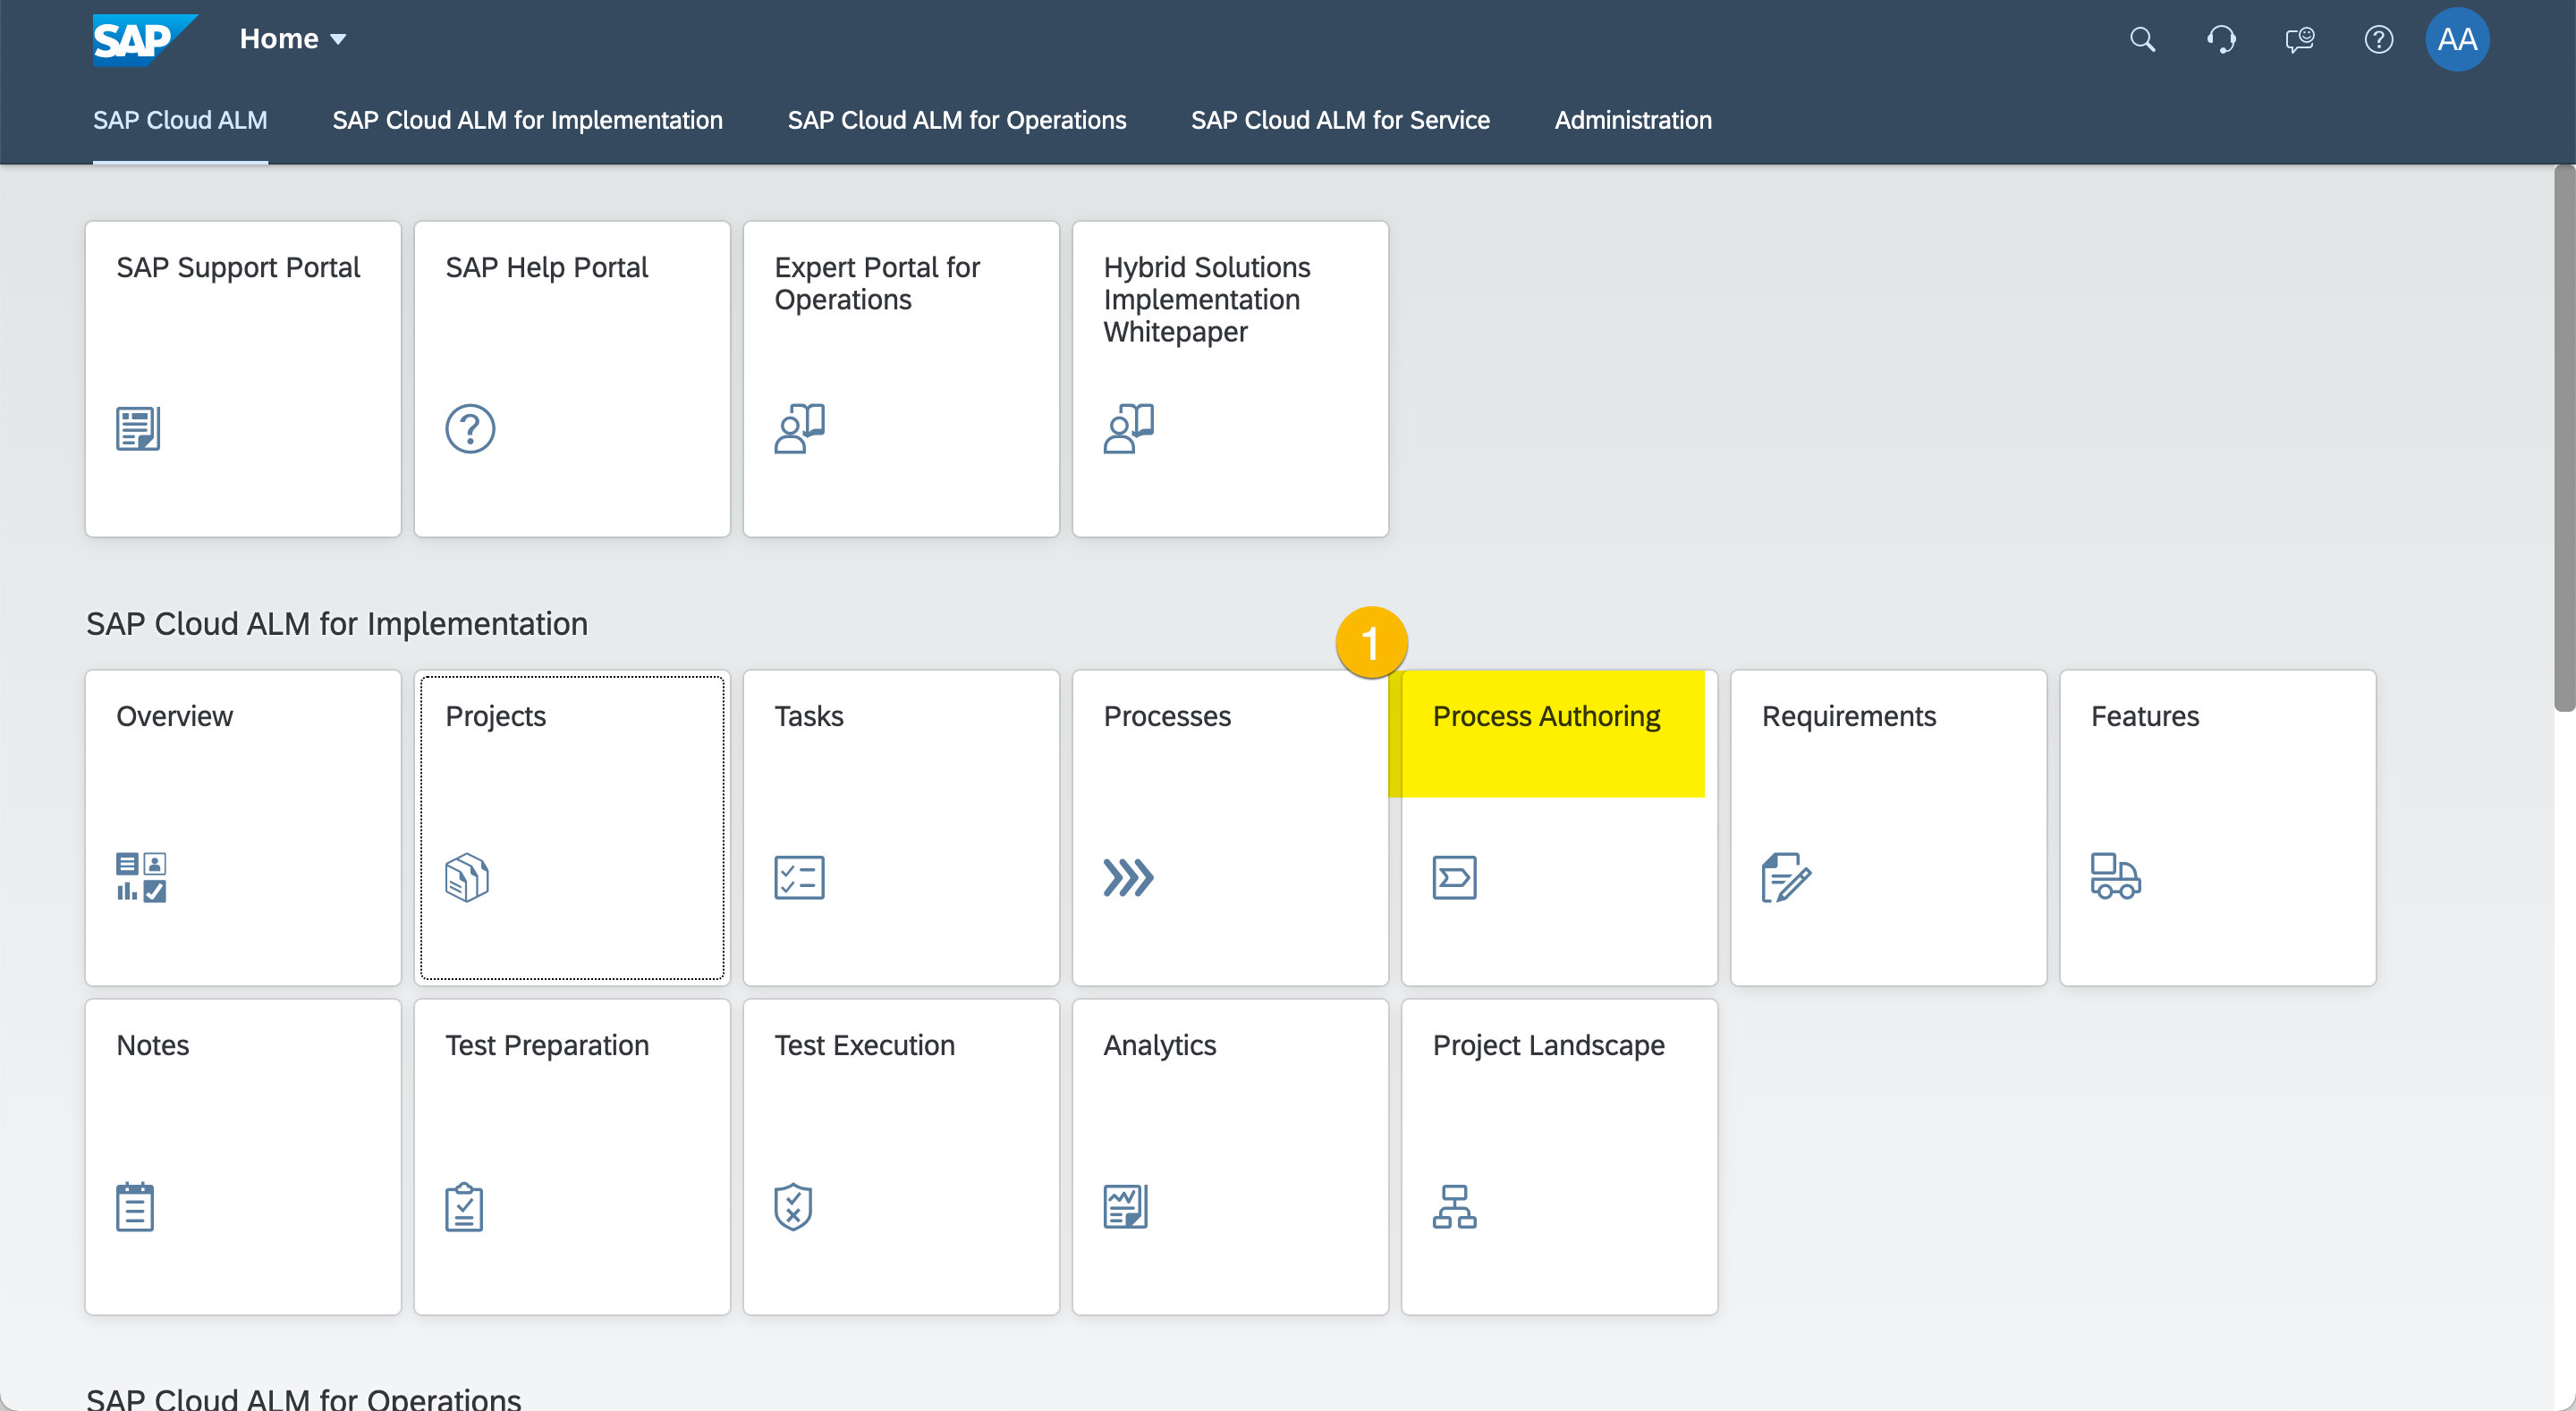 SAP Home
AA
SAP Cloud ALM SAP Cloud ALM for Implementation SAP Cloud ALM for Operations SAP Cloud ALM for Service Administration
SAP Support Portal
SAP Help Portal
Expert Portal for
Operations
Hybrid Solutions
Implementation
Whitepaper
SAP Cloud ALM for Implementation
1
Overview
Projects
Tasks
Processes
Process Authoring
Requirements
Features
Notes
Test Preparation
Test Execution
Analytics
Project Landscape
SAP Cloud ALM for Operations